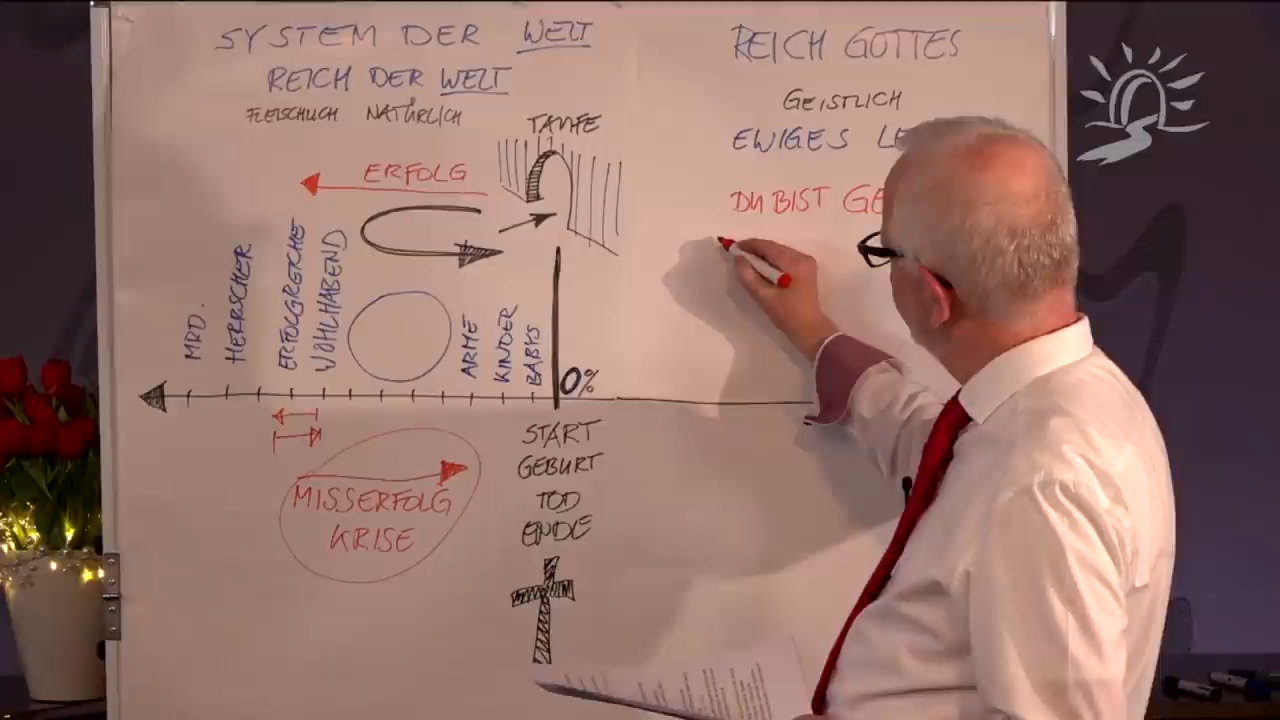 SYSTEM DER WELT
REICH DER WELT
FLEISCHLICH NATÜRLICH
TAUFE
ERFOLG
MRD.
HERRSCHER
ERFOLGREICHE
WOHLHABEND
ARME
KINDER
BABYS
0%
START
GEBURT
TOD
ENDE
MISSERFOLG
KRISE
REICH GOTTES
GEISTLICH
EWIGES
DU BIST